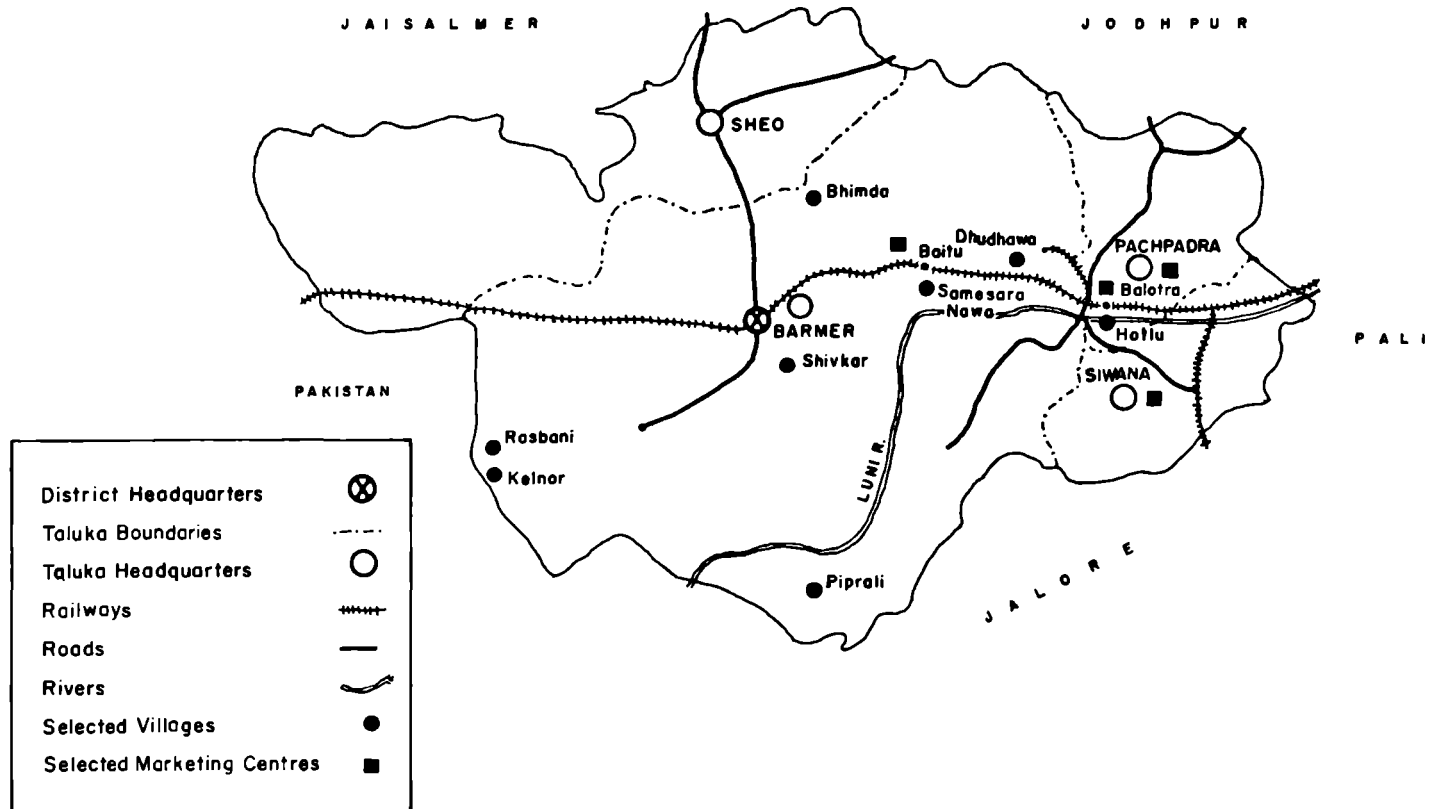 JAISALMER
JODHPUR
SHEO
Bhimda
Dhudhawa
PACHPADRA
Baitu
Balotra
Samesara
Nawa
BARMER
Hotlu
PALI
Shivkar
SIWANA
PAKISTAN
Rasbani
LUNI R.
Kelnor
JALORE
Piprali
District Headquarters
Taluka Boundaries
Taluka Headquarters
Railways
Roads
Rivers
Selected Villages
Selected Marketing Centres